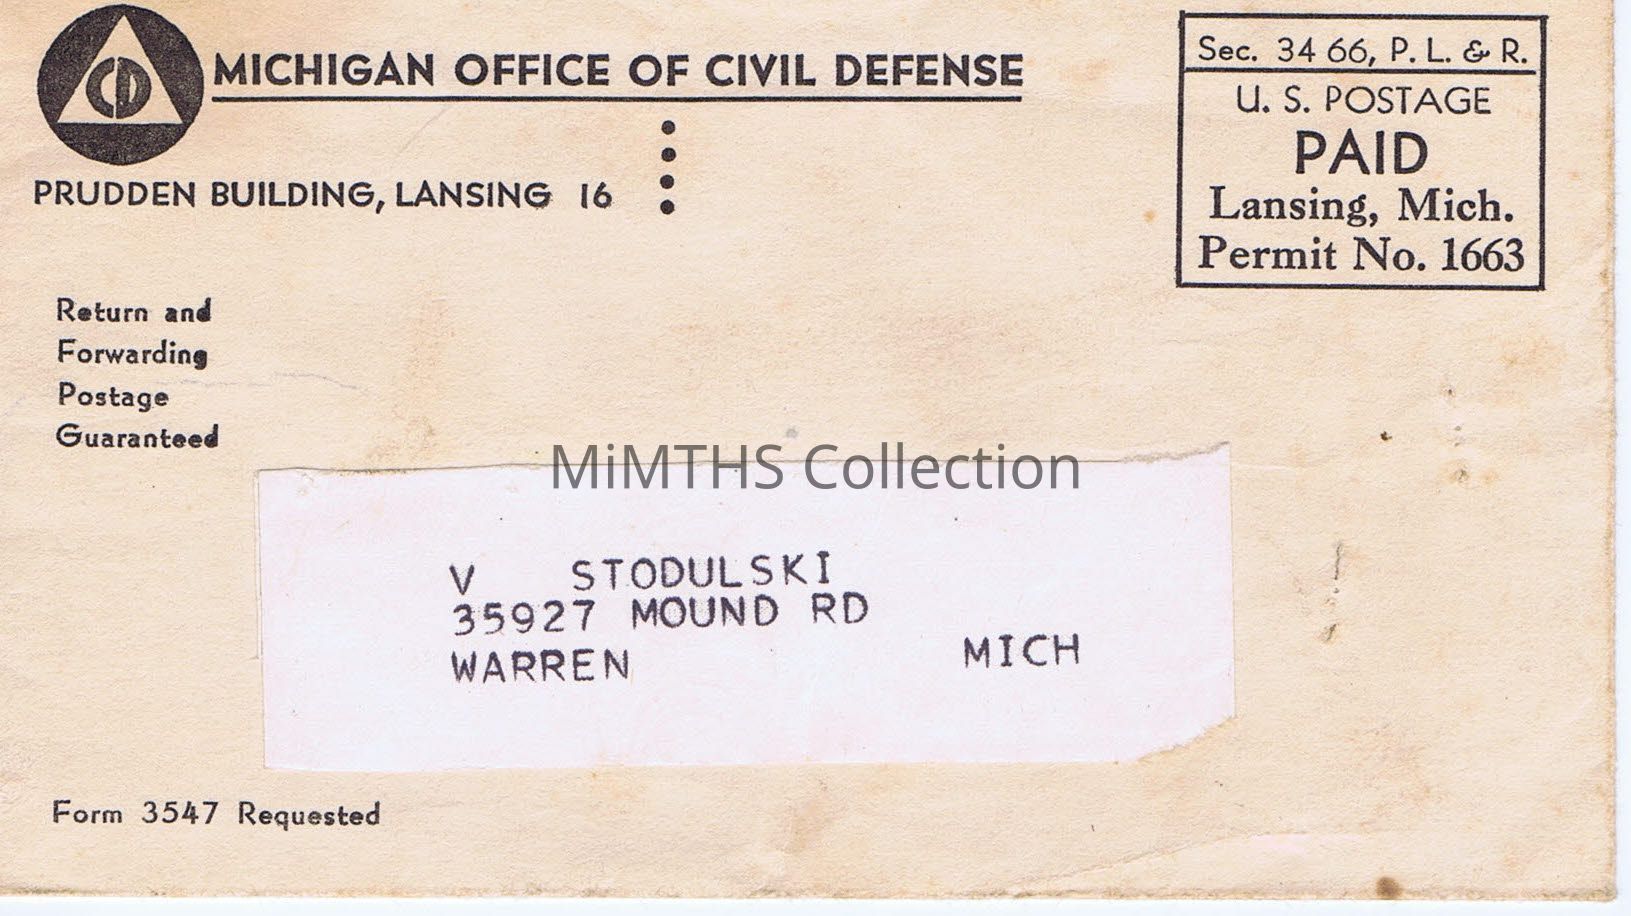 CD
MICHIGAN OFFICE OF CIVIL DEFENSE
PRUDDEN BUILDING, LANSING 16
Sec. 34 66, P. L. & R.
U. S. POSTAGE
PAID
Lansing, Mich.
Permit No. 1663
Return and
Forwarding
Postage
Guaranteed
MiMTHS Collection
V STODULSKI
35927 MOUND RD
WARREN MICH
Form 3547 Requested